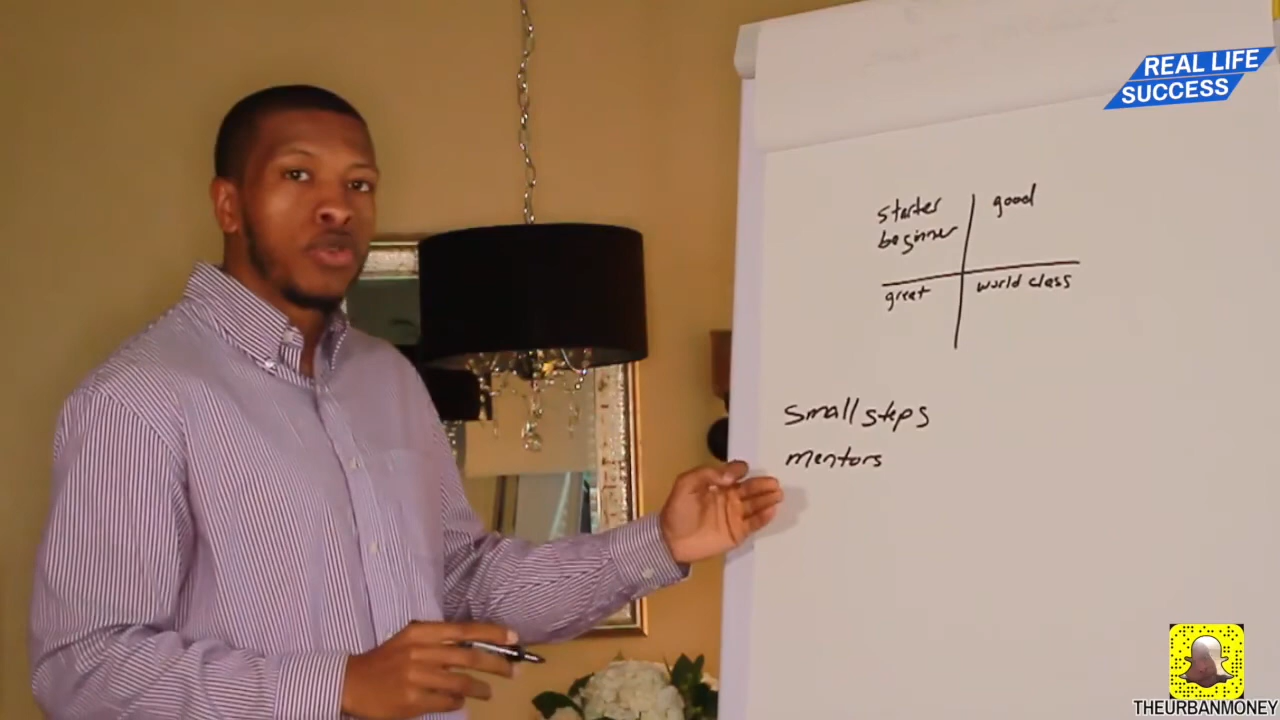 REAL LIFE
SUCCESS
starter
beginner
good
great
world class
small steps
mentors
THEURBANMONEY